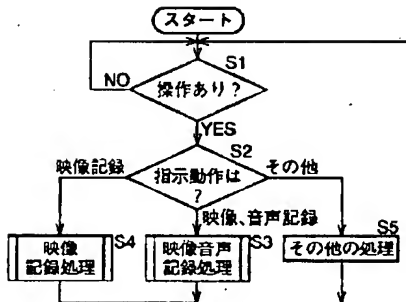 スタート
S1
操作あり?
NO
YES
S2
映像記録
指示動作は
?
その他
映像、音声記録
S4
映像
記録処理
S3
映像音声
記録処理
S5
その他の処理